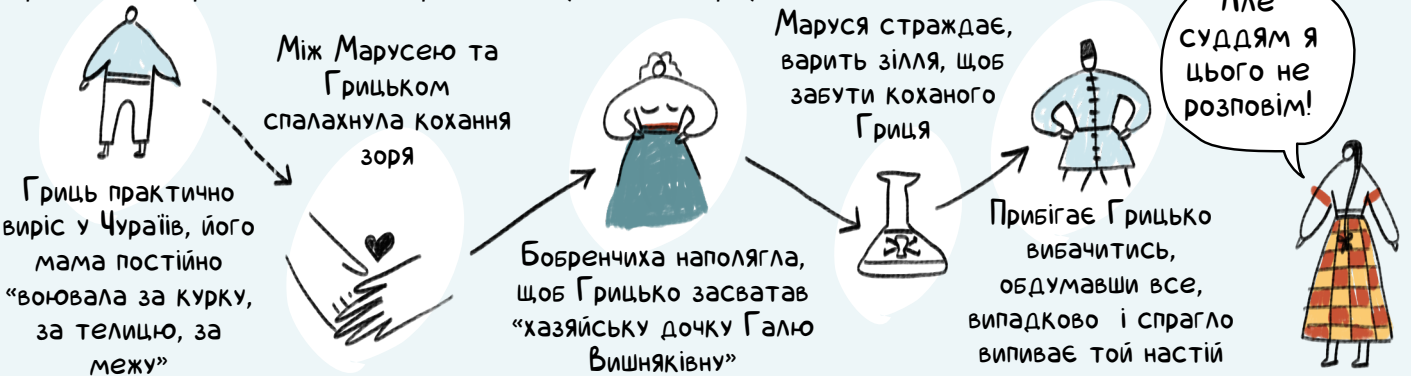 Гриць практично
виріс у Чураїів, його
мама постійно
“воювала за курку,
за телицю, за
межу”
Між Марусею та
Грицьком
спалахнула кохання
зоря
Бобренчиха наполягла,
щоб Грицько засватав
“хазяйську дочку Галю
Вишняківну”
Маруся страждає,
варить зілля, щоб
забути коханого
Гриця
Прибігає Грицько
вибачитись,
обдумавши все,
випадково і спрагло
випиває той настій
Але
суддям я
цього не
розповім!